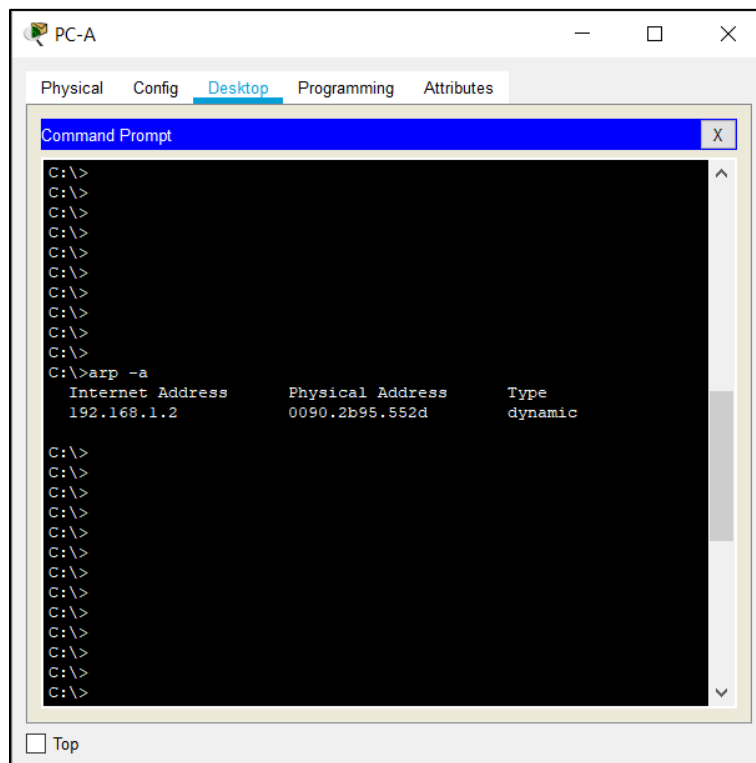 PC-A
Physical Config Desktop Programming Attributes
Command Prompt X
C:\>
C:\>
C:\>
C:\>
C:\>
C:\>
C:\>
C:\>
C:\>
C:\>
C:\>arp -a
Internet Address Physical Address Type
192.168.1.2 0090.2b95.552d dynamic
C:\>
C:\>
C:\>
C:\>
C:\>
C:\>
C:\>
C:\>
C:\>
C:\>
C:\>
C:\>
C:\>
Top